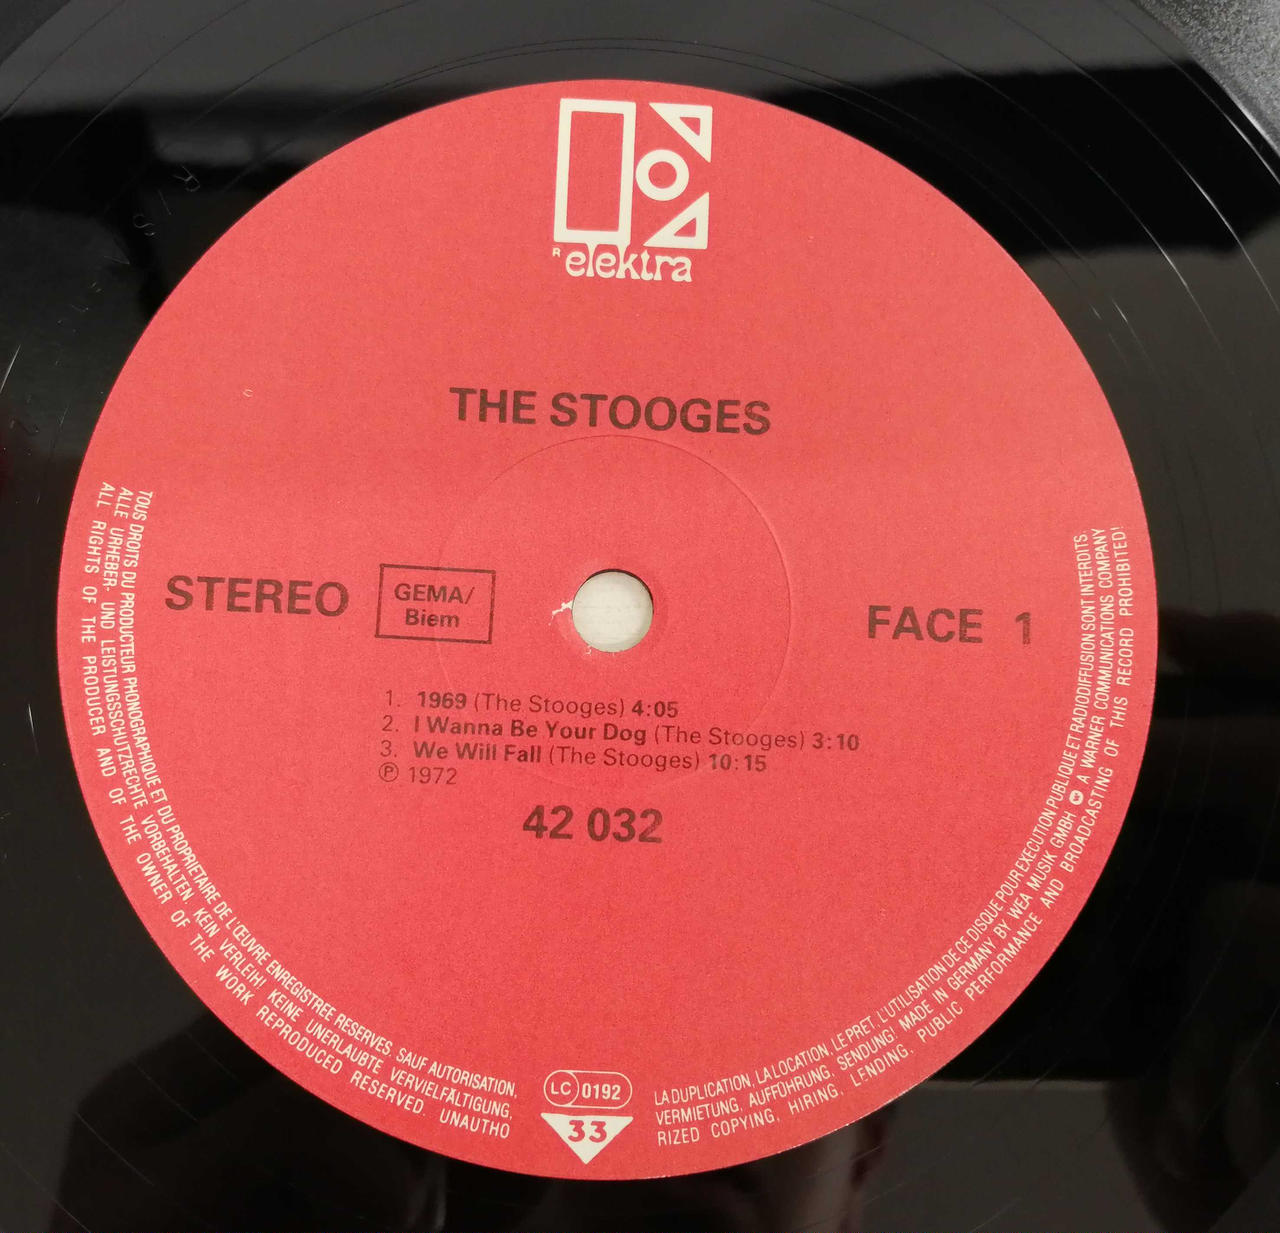 R elektra
THE STOOGES
STEREO
GEMA/
Biem
FACE 1
1. 1969 (The Stooges) 4:05
2. I Wanna Be Your Dog (The Stooges) 3:10
3. We Will Fall (The Stooges) 10:15
℗ 1972
42 032
TOUS DROITS DU PRODUCTEUR PHONOGRAPHIQUE ET DU PROPRIETAIRE DE L'ŒUVRE ENREGISTREE RESERVES. SAUF AUTORISATION,
ALLE URHEBER- UND LEISTUNGSSCHUTZRECHTE VORBEHALTEN. KEIN VERLEIH! KEINE UNERLAUBTE VERVIELFÄLTIGUNG,
ALL RIGHTS OF THE PRODUCER AND OF THE OWNER OF THE WORK REPRODUCED RESERVED. UNAUTHO
LC 0192
33
LA DUPLICATION, LA LOCATION, LE PRET, L'UTILISATION DE CE DISQUE POUR EXECUTION PUBLIQUE ET RADIODIFFUSION SONT INTERDITS.
VERMIETUNG, AUFFÜHRUNG, SENDUNG! MADE IN GERMANY BY WEA MUSIK GMBH A WARNER COMMUNICATIONS COMPANY
RIZED COPYING, HIRING, LENDING, PUBLIC PERFORMANCE AND BROADCASTING OF THIS RECORD PROHIBITED!